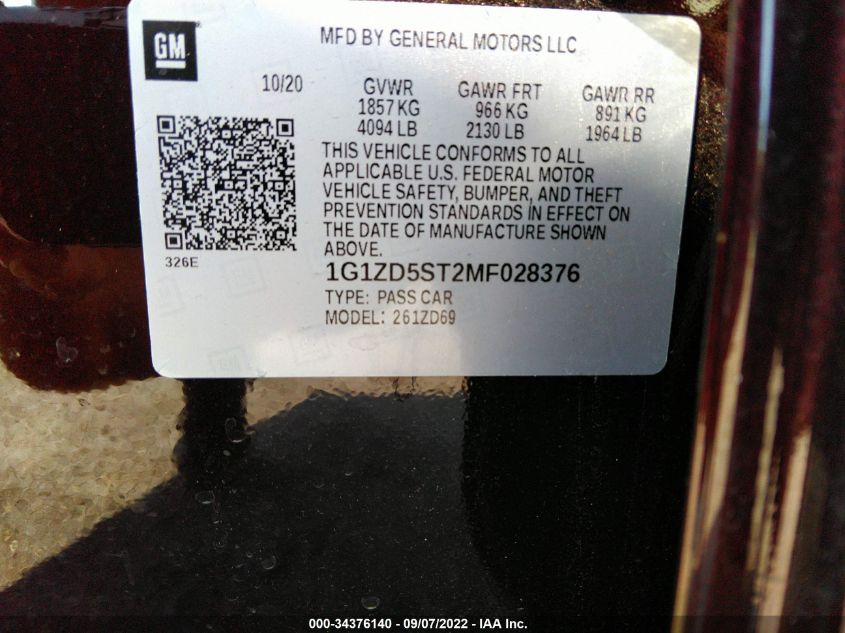 GM
MFD BY GENERAL MOTORS LLC
10/20 GVWR GAWR FRT GAWR RR
1857 KG 966 KG 891 KG
4094 LB 2130 LB 1964 LB
THIS VEHICLE CONFORMS TO ALL
APPLICABLE U.S. FEDERAL MOTOR
VEHICLE SAFETY, BUMPER, AND THEFT
PREVENTION STANDARDS IN EFFECT ON
THE DATE OF MANUFACTURE SHOWN
ABOVE.
326E
1G1ZD5ST2MF028376
TYPE: PASS CAR
MODEL: 261ZD69
000-34376140 - 09/07/2022 - IAA Inc.